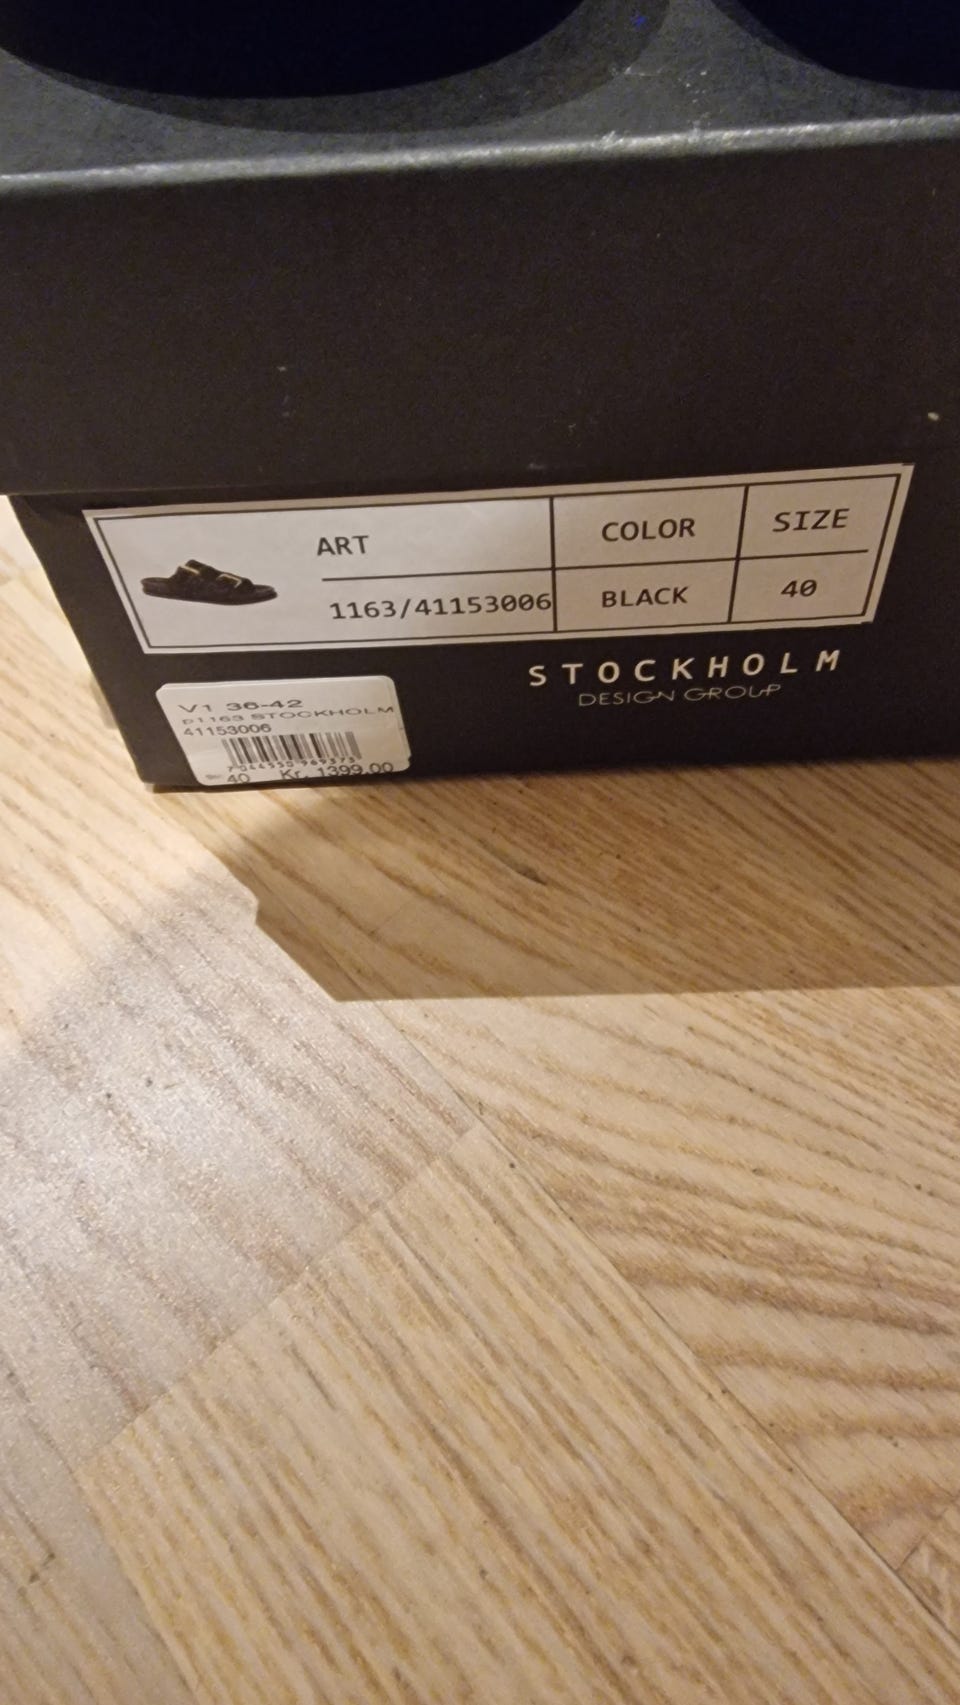 ART
COLOR
SIZE
1163/41153006
BLACK
40
STOCKHOLM
DESIGN GROUP
V1 36-42
P1163 STOCKHOLM
41153006
7044550969575
40 Kr. 1399.00